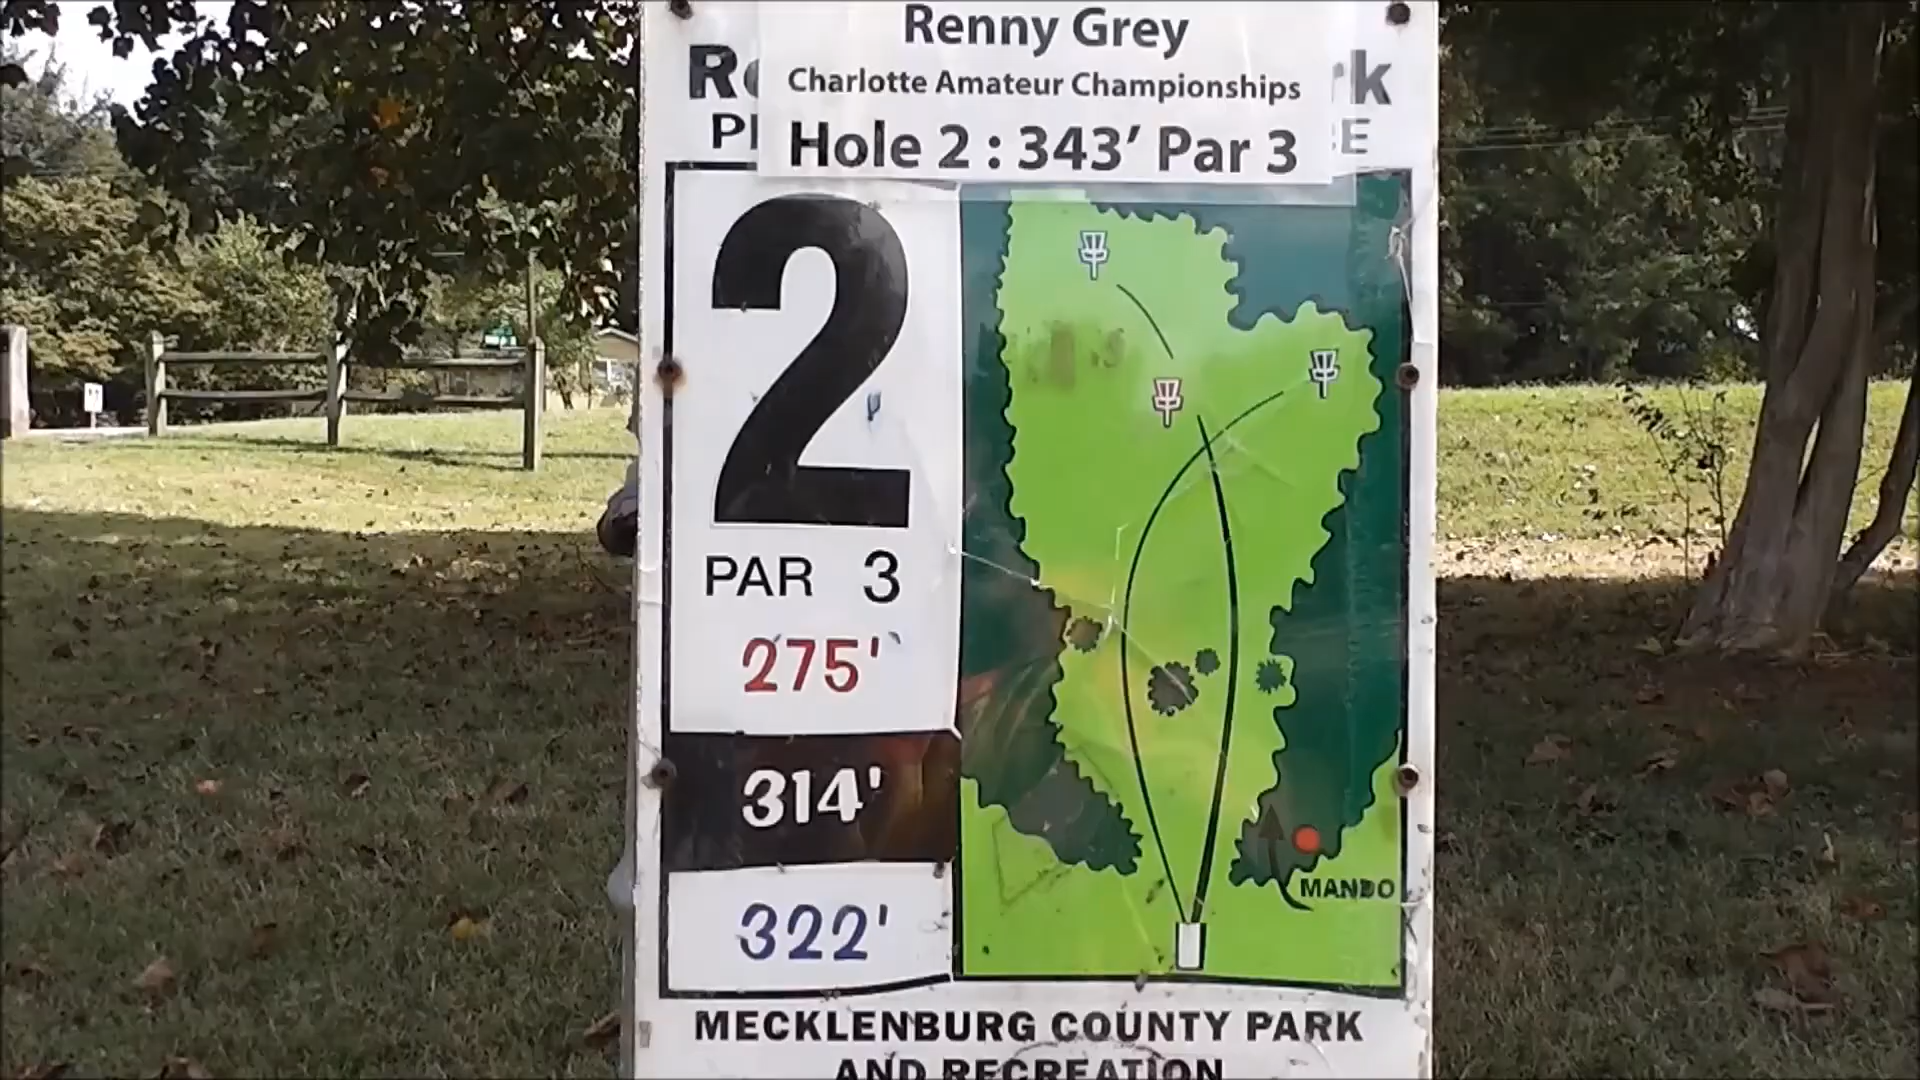 Renny Grey
Charlotte Amateur Championships
Hole 2 : 343′ Par 3
2
PAR 3
275'
314'
322'
MANDO
MECKLENBURG COUNTY PARK
AND RECREATION